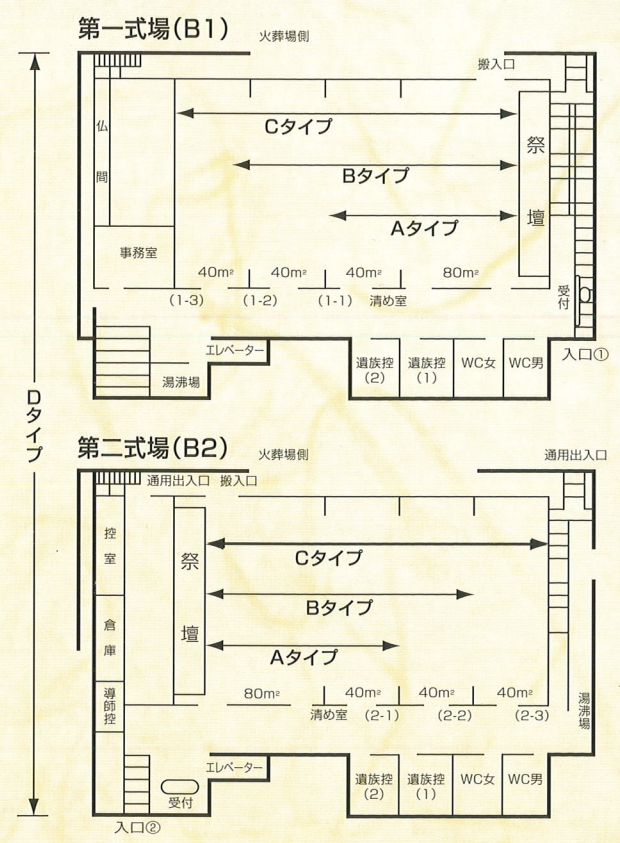 第一式場(B1)
火葬場側
搬入口
Cタイプ
仏間
祭壇
Bタイプ
Aタイプ
事務室
40m²
40m²
40m²
80m²
(1-3)
(1-2)
(1-1)
清め室
受付
エレベーター
湯沸場
遺族控(2)
遺族控(1)
WC女
WC男
入口①
Dタイプ
第二式場(B2)
火葬場側
通用出入口
通用出入口
搬入口
控室
祭壇
Cタイプ
Bタイプ
倉庫
Aタイプ
導師控
80m²
40m²
40m²
40m²
清め室
(2-1)
(2-2)
(2-3)
湯沸場
エレベーター
受付
遺族控(2)
遺族控(1)
WC女
WC男
入口②